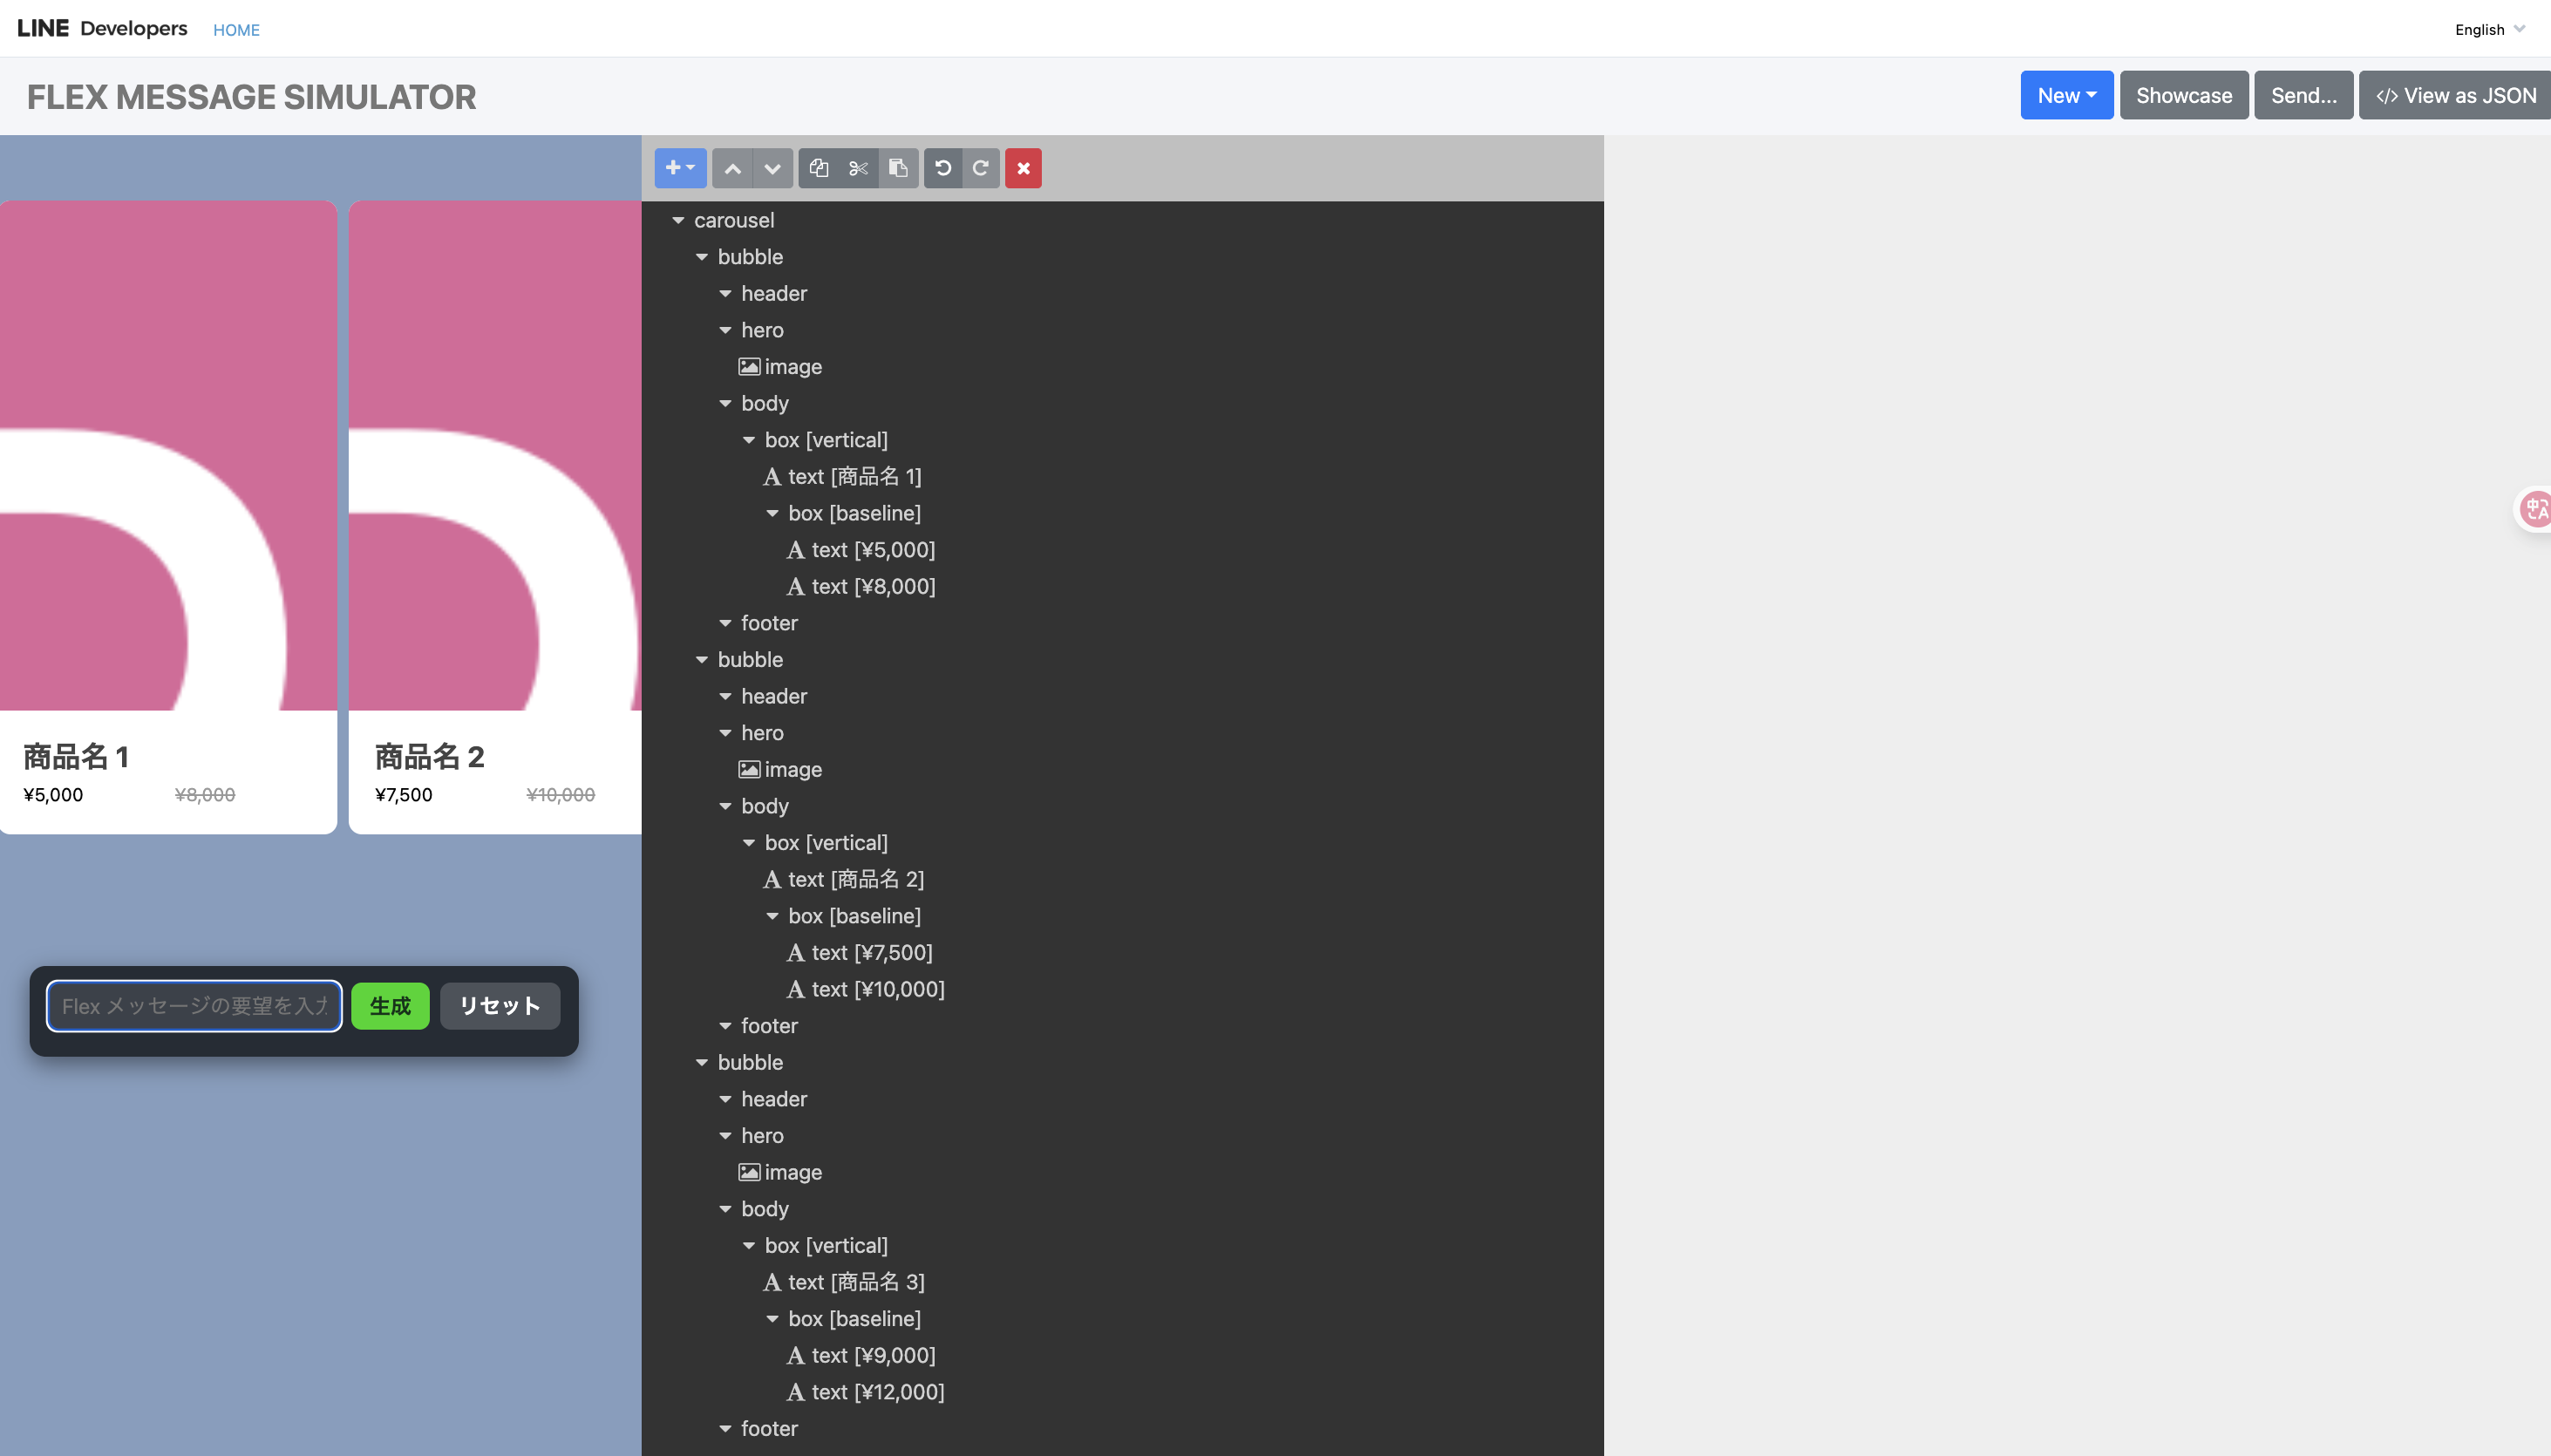 LINE Developers HOME English
FLEX MESSAGE SIMULATOR
New Showcase Send... </> View as JSON
商品名 1
¥5,000 ¥8,000
商品名 2
¥7,500 ¥10,000
Flex メッセージの要望を入力 生成 リセット
carousel
bubble
header
hero
image
body
box [vertical]
A text [商品名 1]
box [baseline]
A text [¥5,000]
A text [¥8,000]
footer
bubble
header
hero
image
body
box [vertical]
A text [商品名 2]
box [baseline]
A text [¥7,500]
A text [¥10,000]
footer
bubble
header
hero
image
body
box [vertical]
A text [商品名 3]
box [baseline]
A text [¥9,000]
A text [¥12,000]
footer
中A